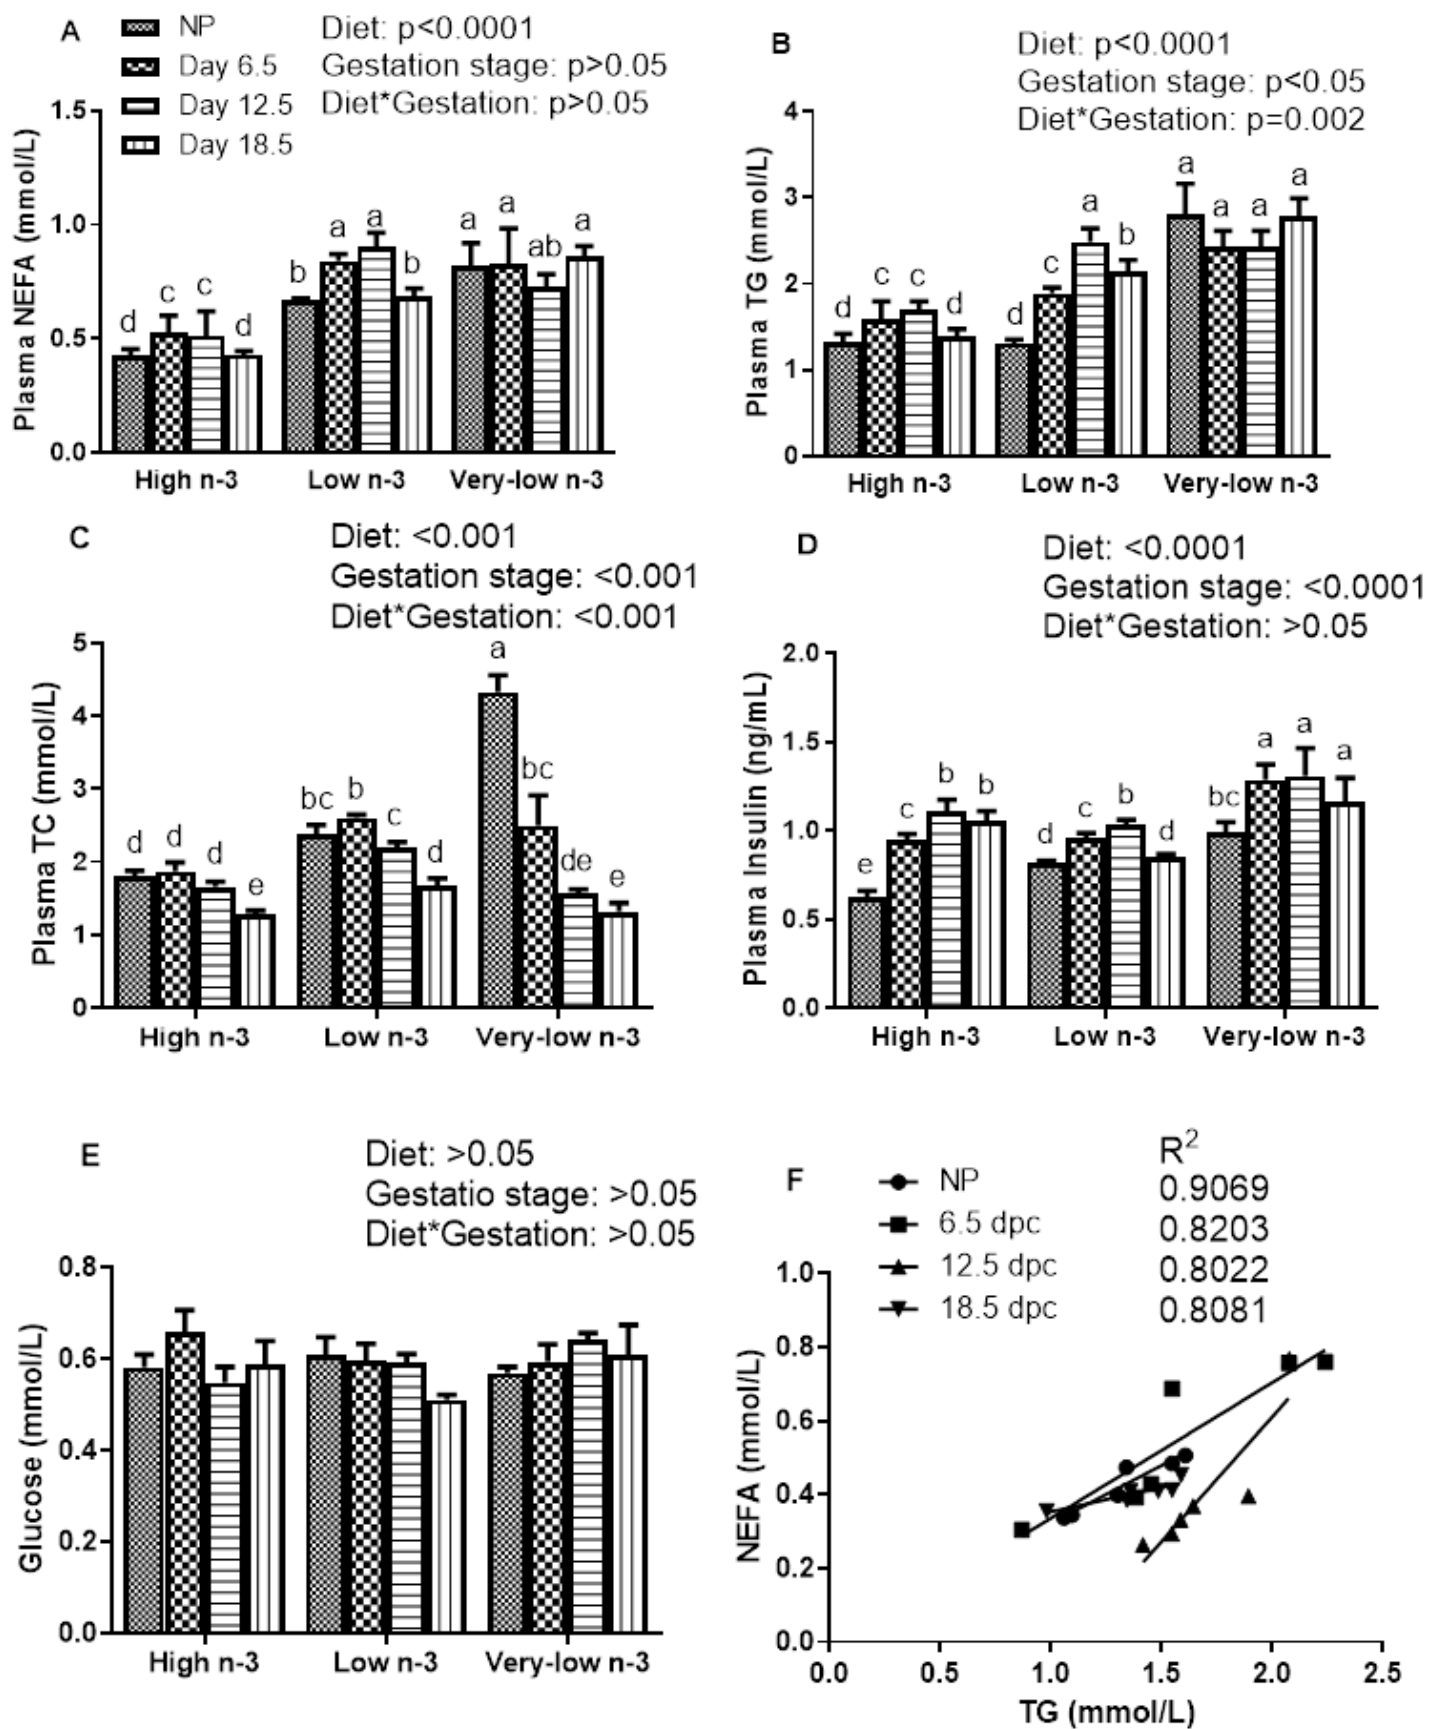 A
NP
Day 6.5
Day 12.5
Day 18.5
Diet: p<0.0001
Gestation stage: p>0.05
Diet*Gestation: p>0.05
Plasma NEFA (mmol/L)
1.5
1.0
0.5
0.0
d c c d
b a a b
a a ab a
High n-3 Low n-3 Very-low n-3
B
Diet: p<0.0001
Gestation stage: p<0.05
Diet*Gestation: p=0.002
Plasma TG (mmol/L)
4
3
2
1
0
d c c d
d c a b
a a a a
High n-3 Low n-3 Very-low n-3
C
Diet: <0.001
Gestation stage: <0.001
Diet*Gestation: <0.001
Plasma TC (mmol/L)
5
4
3
2
1
0
d d d e
bc b c d
a bc de e
High n-3 Low n-3 Very-low n-3
D
Diet: <0.0001
Gestation stage: <0.0001
Diet*Gestation: >0.05
Plasma Insulin (ng/mL)
2.0
1.5
1.0
0.5
0.0
e c b b
d c b d
bc a a a
High n-3 Low n-3 Very-low n-3
E
Diet: >0.05
Gestatio stage: >0.05
Diet*Gestation: >0.05
Glucose (mmol/L)
0.8
0.6
0.4
0.2
0.0
High n-3 Low n-3 Very-low n-3
F
R2
NP 0.9069
6.5 dpc 0.8203
12.5 dpc 0.8022
18.5 dpc 0.8081
NEFA (mmol/L)
1.0
0.8
0.6
0.4
0.2
0.0
0.0 0.5 1.0 1.5 2.0 2.5
TG (mmol/L)